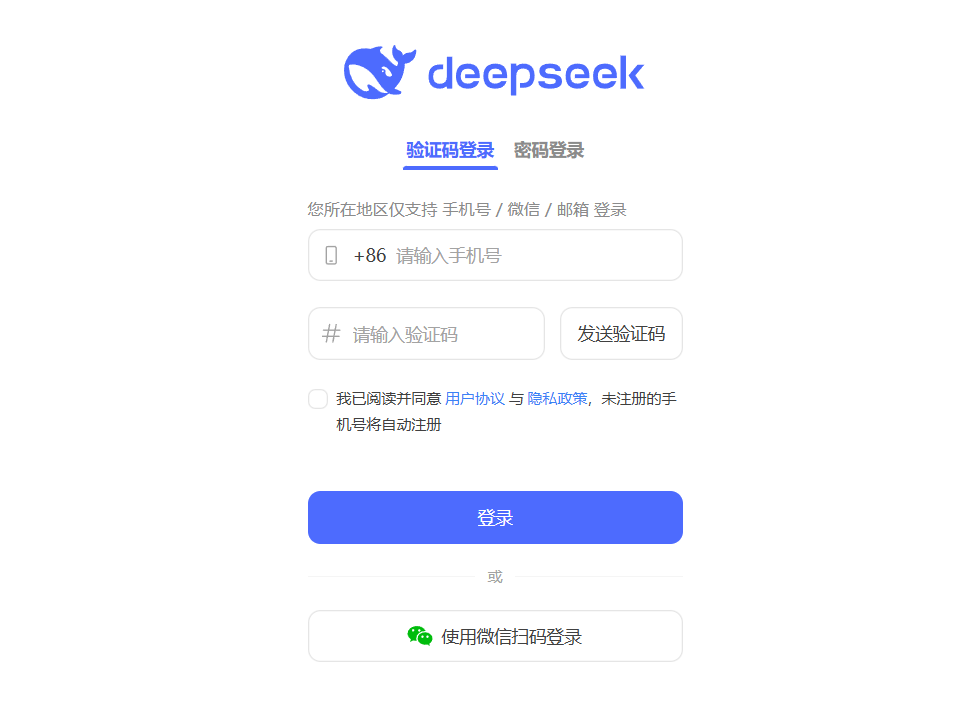 deepseek
验证码登录 密码登录
您所在地区仅支持 手机号 / 微信 / 邮箱 登录
+86 请输入手机号
# 请输入验证码 发送验证码
我已阅读并同意 用户协议 与 隐私政策，未注册的手
机号将自动注册
登录
或
使用微信扫码登录